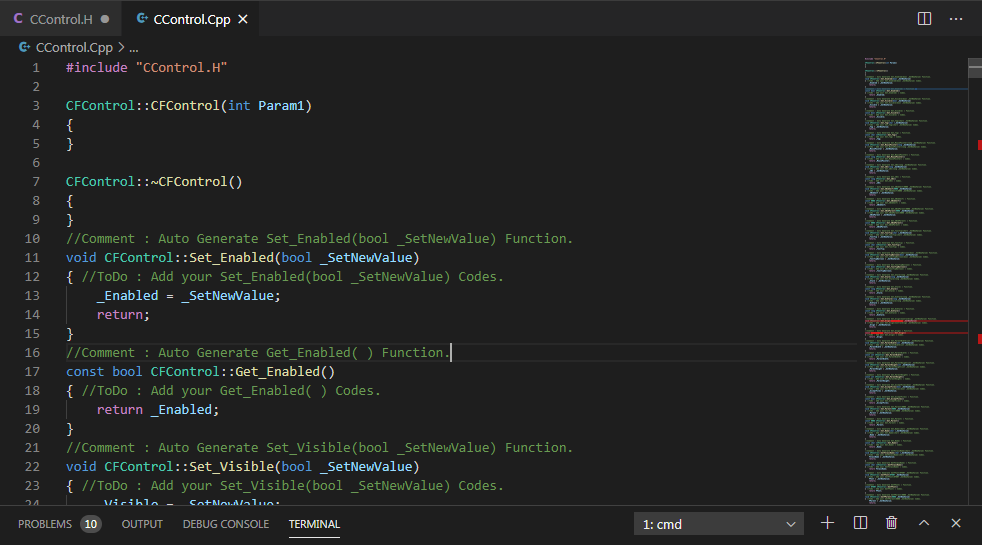 CControl.H
CControl.Cpp
CControl.Cpp > ...
1 #include "CControl.H"
2
3 CFControl::CFControl(int Param1)
4 {
5 }
6
7 CFControl::~CFControl()
8 {
9 }
10 //Comment : Auto Generate Set_Enabled(bool _SetNewValue) Function.
11 void CFControl::Set_Enabled(bool _SetNewValue)
12 { //ToDo : Add your Set_Enabled(bool _SetNewValue) Codes.
13 _Enabled = _SetNewValue;
14 return;
15 }
16 //Comment : Auto Generate Get_Enabled( ) Function.
17 const bool CFControl::Get_Enabled()
18 { //ToDo : Add your Get_Enabled( ) Codes.
19 return _Enabled;
20 }
21 //Comment : Auto Generate Set_Visible(bool _SetNewValue) Function.
22 void CFControl::Set_Visible(bool _SetNewValue)
23 { //ToDo : Add your Set_Visible(bool _SetNewValue) Codes.
24 _Visible = _SetNewValue;
PROBLEMS 10 OUTPUT DEBUG CONSOLE TERMINAL 1: cmd